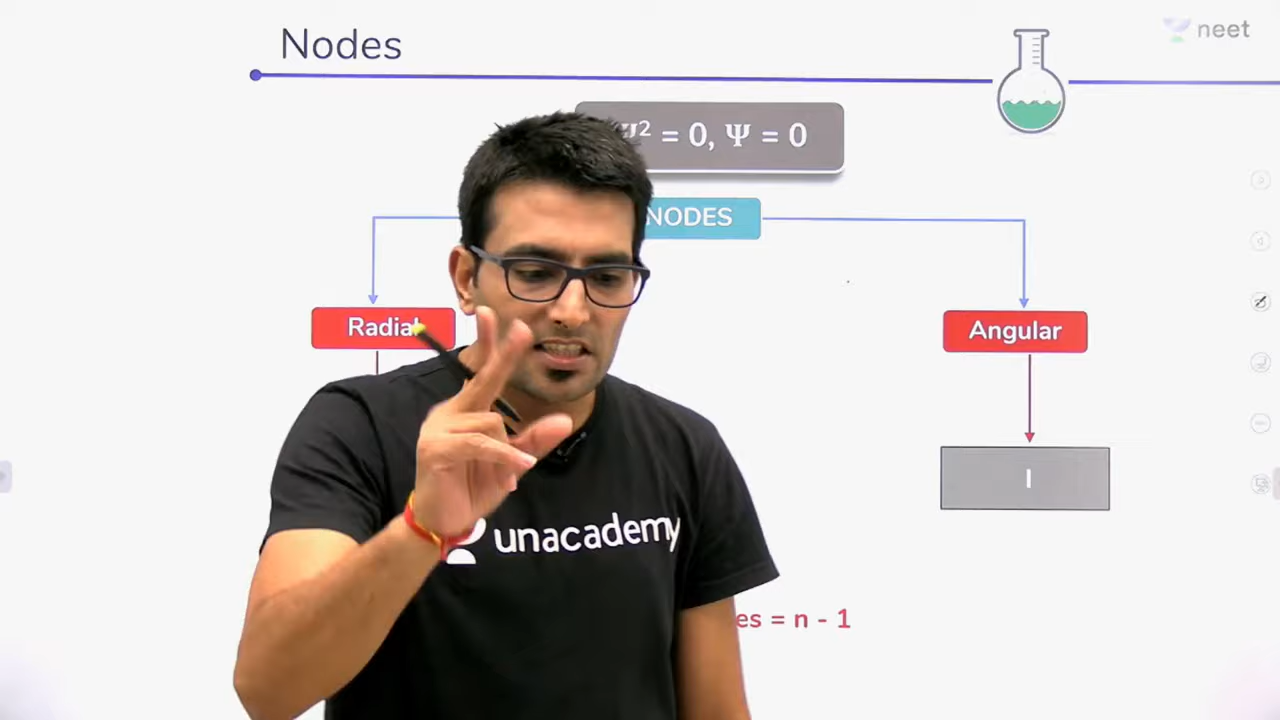 Nodes
neet
² = 0, Ψ = 0
NODES
Radial
Angular
l
unacademy
es = n - 1